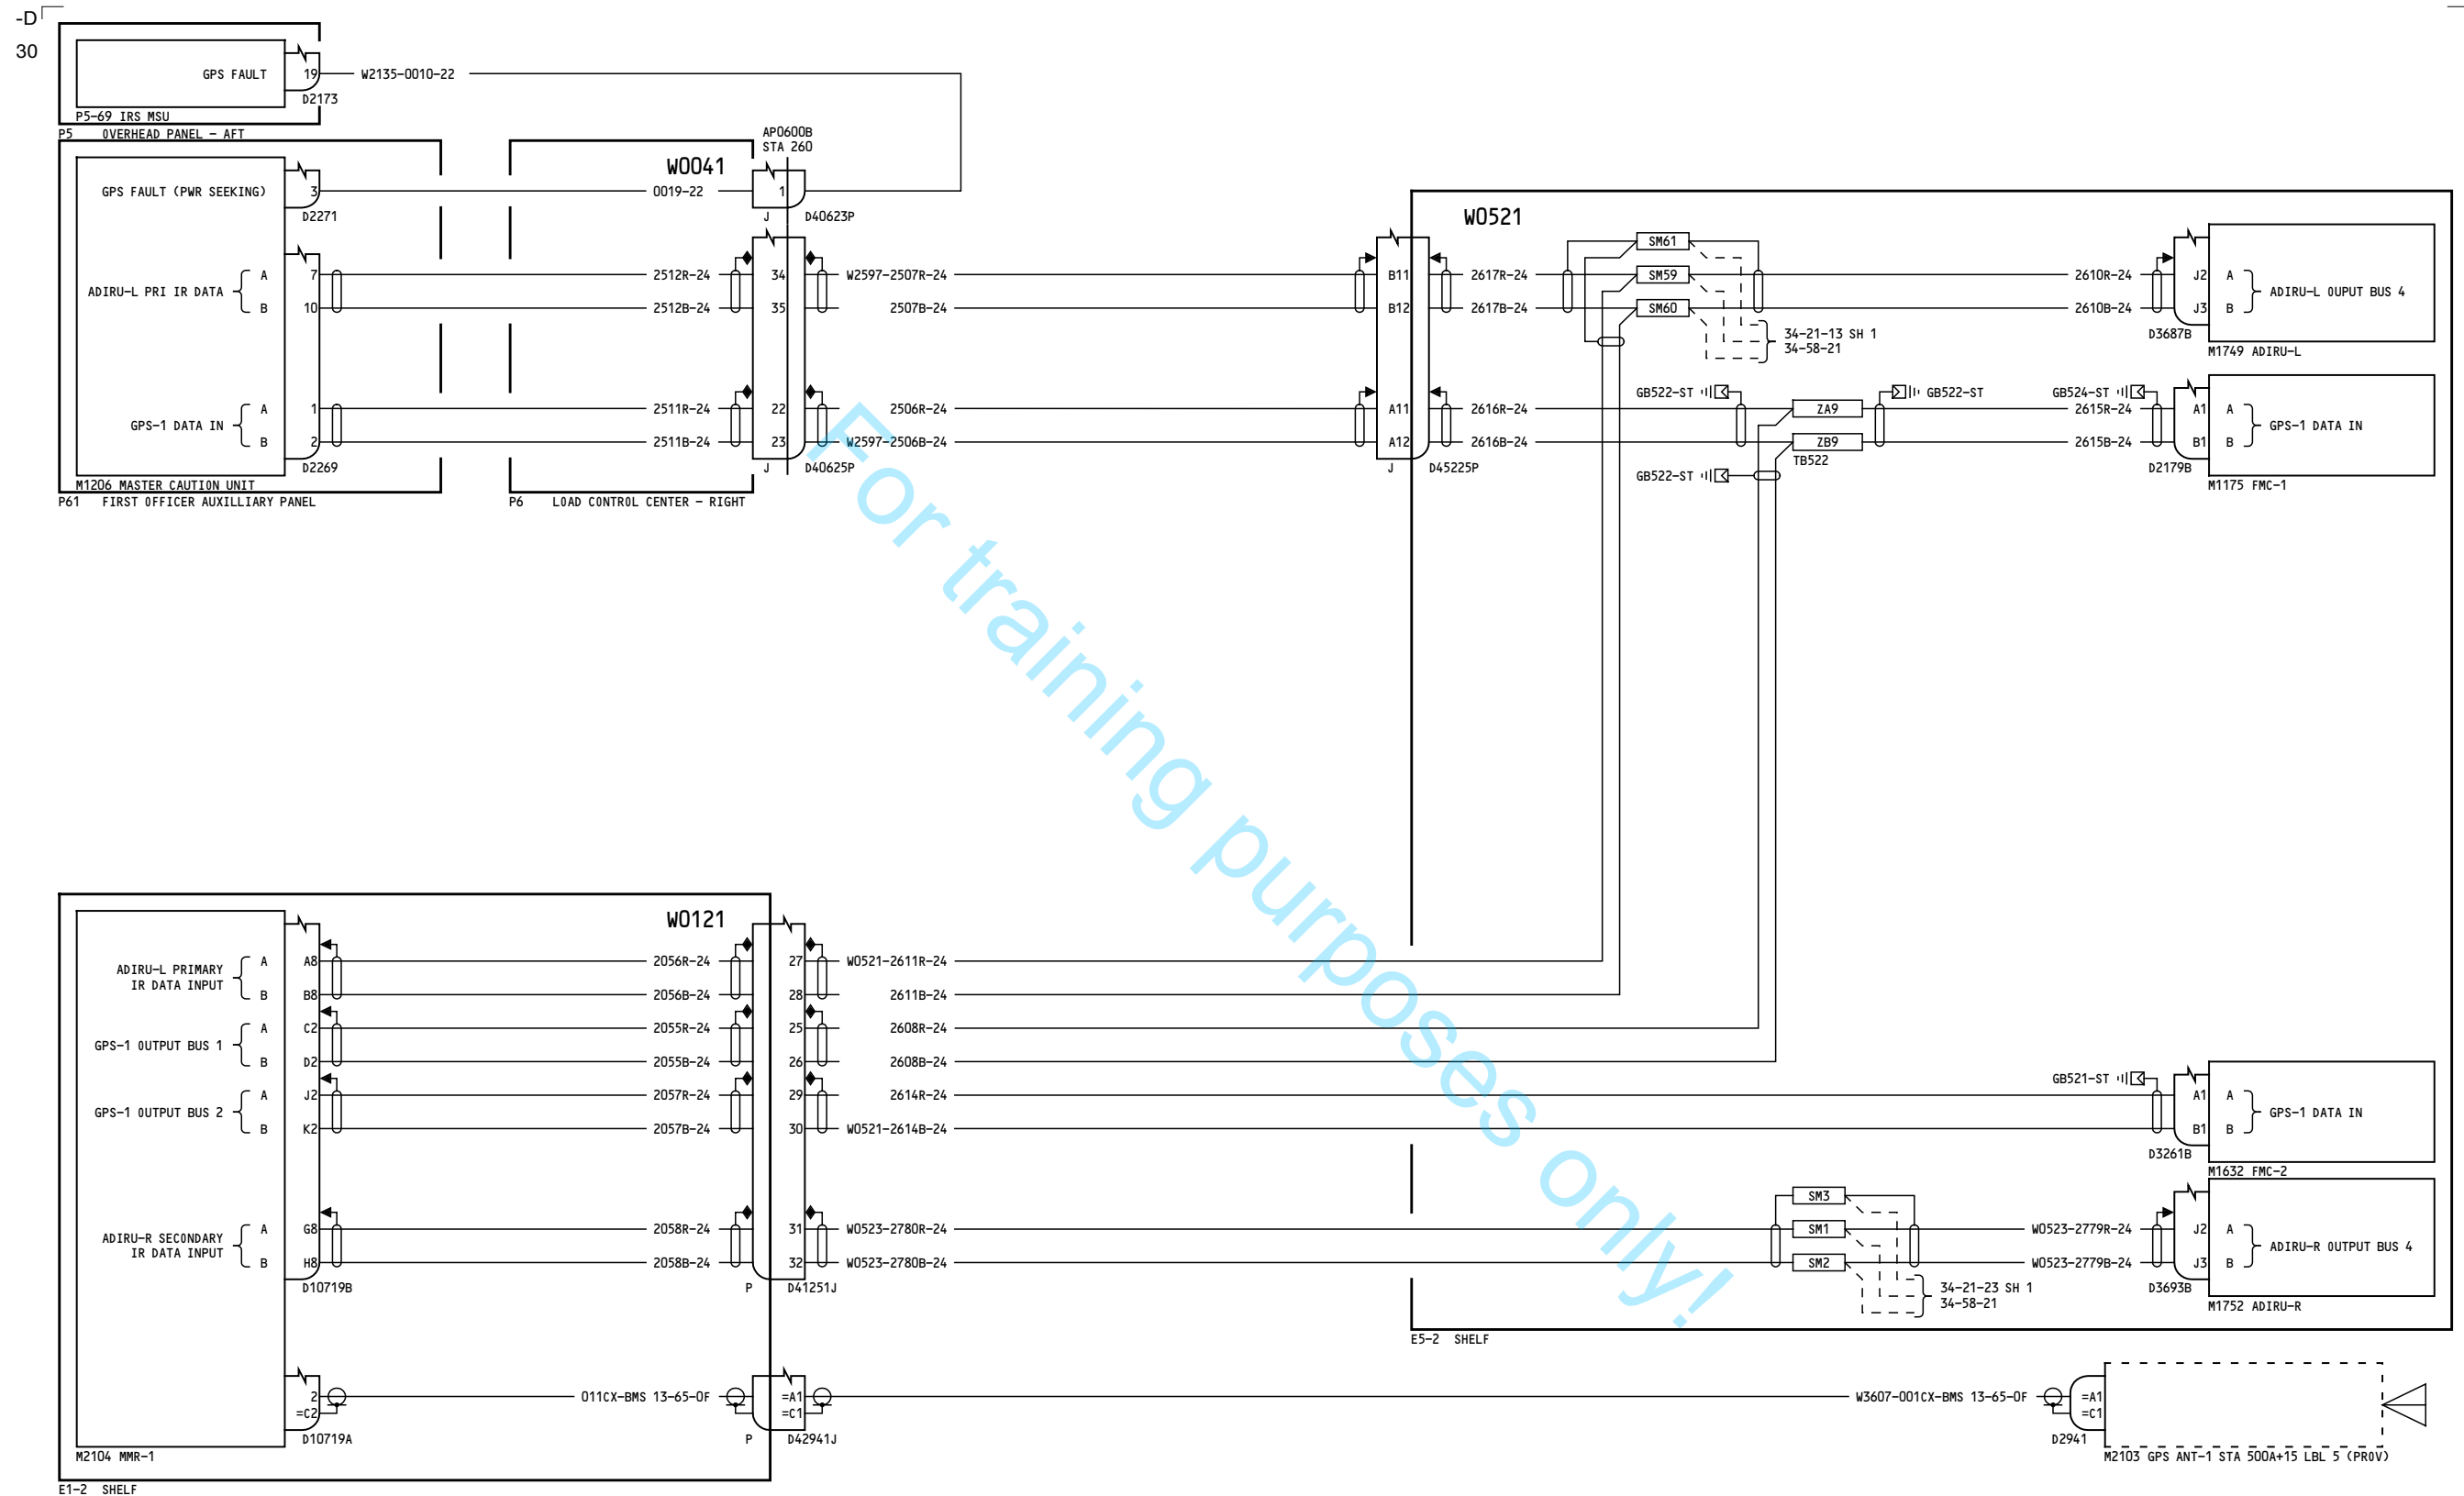 -D
30
GPS FAULT
19
W2135-0010-22
D2173
P5-69 IRS MSU
P5 OVERHEAD PANEL - AFT
AP0600B
STA 260
W0041
GPS FAULT (PWR SEEKING)
3
0019-22
1
D2271
J
D40623P
W0521
SM61
ADIRU-L PRI IR DATA
A
7
2512R-24
34
W2597-2507R-24
B11
2617R-24
SM59
2610R-24
J2
A
B
10
2512B-24
35
2507B-24
B12
2617B-24
SM60
2610B-24
J3
B
ADIRU-L OUPUT BUS 4
34-21-13 SH 1
34-58-21
D3687B
M1749 ADIRU-L
GB522-ST
GB522-ST
GB524-ST
GPS-1 DATA IN
A
1
2511R-24
22
2506R-24
A11
2616R-24
ZA9
2615R-24
A1
A
B
2
2511B-24
23
W2597-2506B-24
A12
2616B-24
ZB9
2615B-24
B1
B
GPS-1 DATA IN
D2269
J
D40625P
J
D45225P
TB522
D2179B
GB522-ST
M1206 MASTER CAUTION UNIT
M1175 FMC-1
P61 FIRST OFFICER AUXILLIARY PANEL
P6 LOAD CONTROL CENTER - RIGHT
For training purposes only!
W0121
ADIRU-L PRIMARY
IR DATA INPUT
A
A8
2056R-24
27
W0521-2611R-24
B
B8
2056B-24
28
2611B-24
GPS-1 OUTPUT BUS 1
A
C2
2055R-24
25
2608R-24
B
D2
2055B-24
26
2608B-24
GB521-ST
GPS-1 OUTPUT BUS 2
A
J2
2057R-24
29
2614R-24
A1
A
B
K2
2057B-24
30
W0521-2614B-24
B1
B
GPS-1 DATA IN
D3261B
M1632 FMC-2
SM3
ADIRU-R SECONDARY
IR DATA INPUT
A
G8
2058R-24
31
W0523-2780R-24
SM1
W0523-2779R-24
J2
A
B
H8
2058B-24
32
W0523-2780B-24
SM2
W0523-2779B-24
J3
B
ADIRU-R OUTPUT BUS 4
D10719B
P
D41251J
34-21-23 SH 1
34-58-21
D3693B
M1752 ADIRU-R
E5-2 SHELF
2
011CX-BMS 13-65-0F
=A1
W3607-001CX-BMS 13-65-0F
=A1
=C2
=C1
=C1
D10719A
P
D42941J
D2941
M2104 MMR-1
M2103 GPS ANT-1 STA 500A+15 LBL 5 (PROV)
E1-2 SHELF